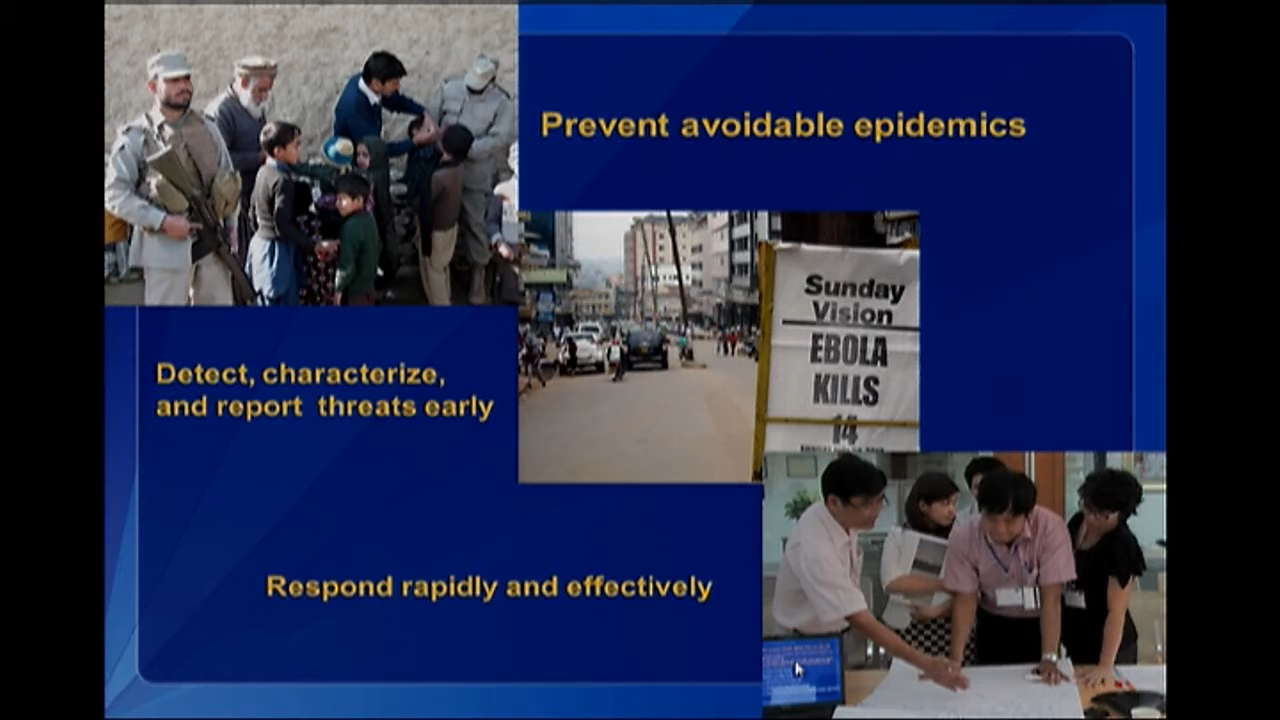 Prevent avoidable epidemics
Sunday
Vision
EBOLA
KILLS
14
Detect, characterize,
and report threats early
Respond rapidly and effectively